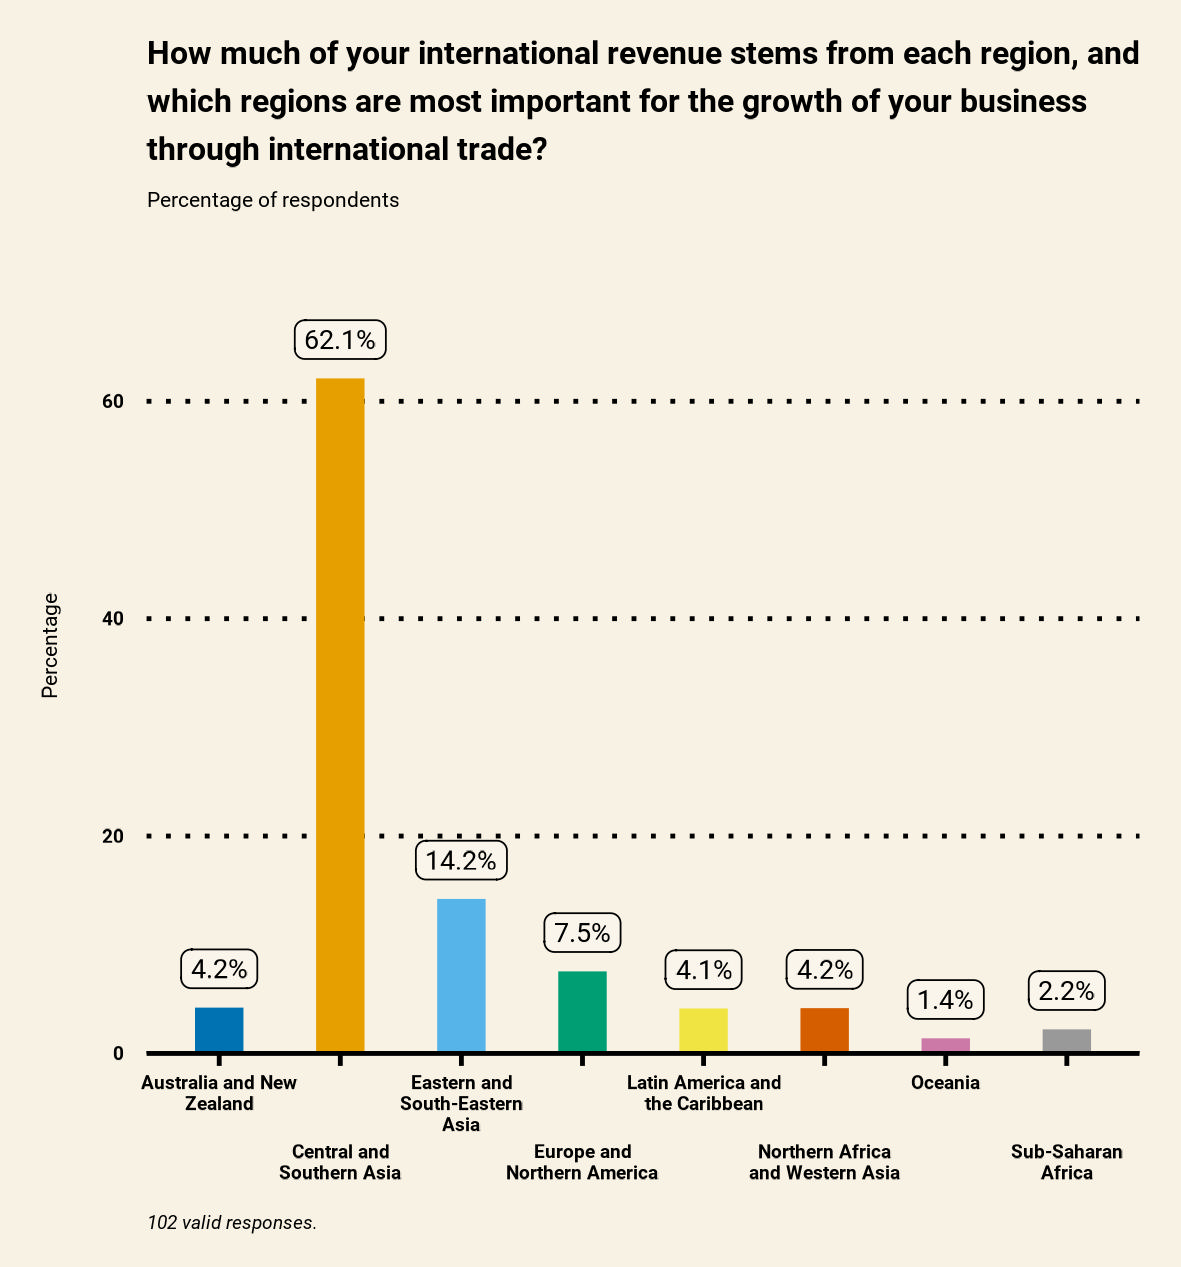 How much of your international revenue stems from each region, and
which regions are most important for the growth of your business
through international trade?
Percentage of respondents
62.1%
60
40
Percentage
20
14.2%
7.5%
4.2%
4.1%
4.2%
1.4%
2.2%
0
Australia and New
Zealand
Central and
Southern Asia
Eastern and
South-Eastern
Asia
Europe and
Northern America
Latin America and
the Caribbean
Northern Africa
and Western Asia
Oceania
Sub-Saharan
Africa
102 valid responses.